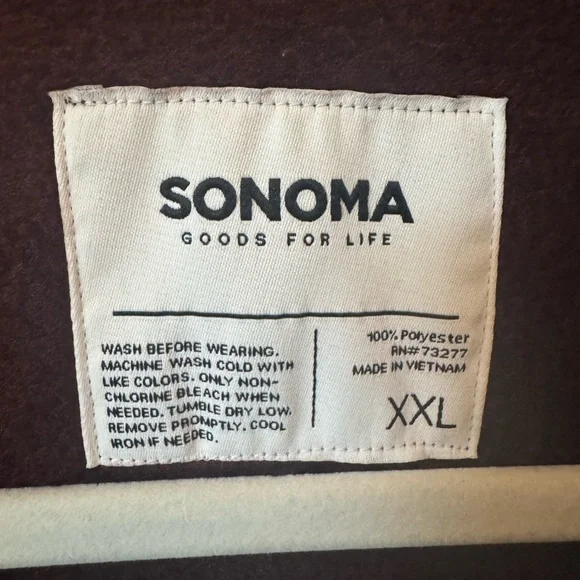 SONOMA
GOODS FOR LIFE
WASH BEFORE WEARING.
MACHINE WASH COLD WITH
LIKE COLORS. ONLY NON-
CHLORINE BLEACH WHEN
NEEDED. TUMBLE DRY LOW.
REMOVE PROMPTLY. COOL
IRON IF NEEDED.
100% Polyester
RN#73277
MADE IN VIETNAM
XXL